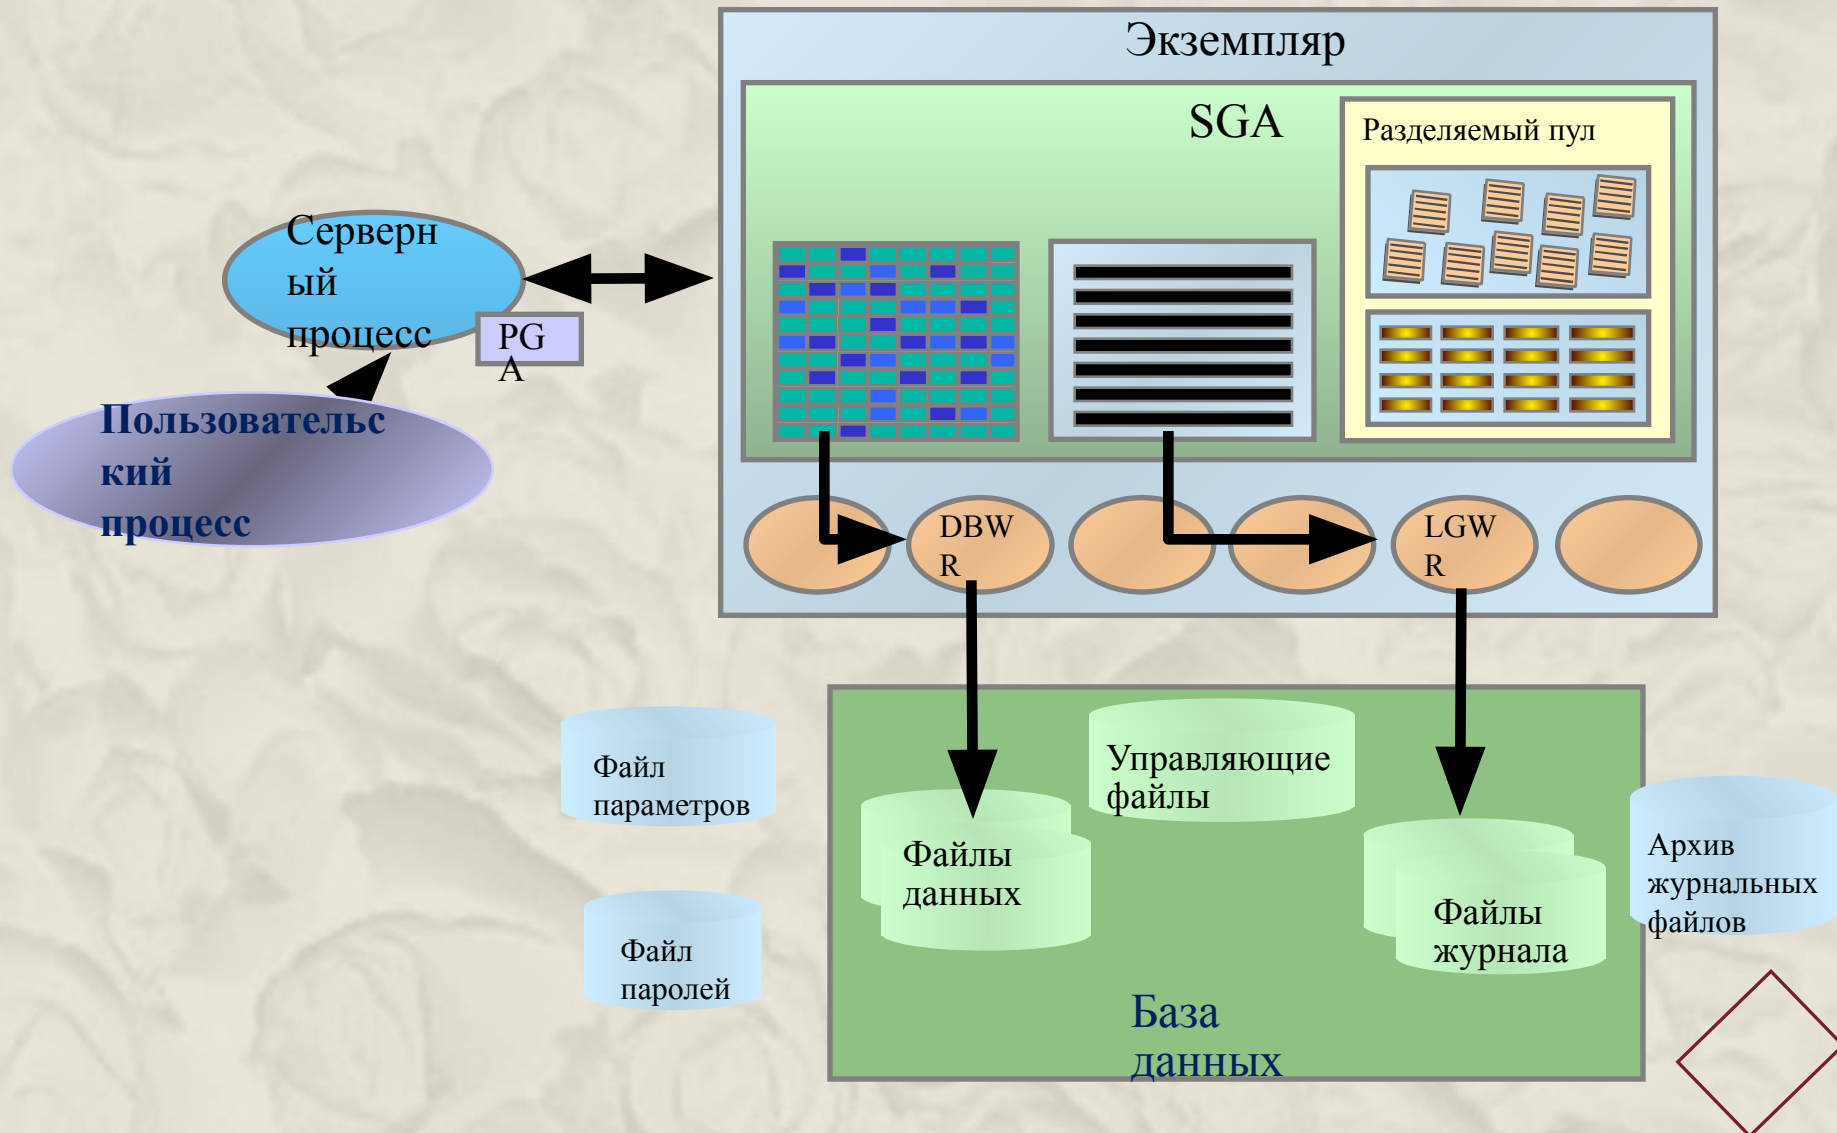 Экземпляр
SGA
Разделяемый пул
Серверн
ый
процесс
PG
A
Пользовательс
кий
процесс
DBW
R
LGW
R
Файл
параметров
Управляющие
файлы
Файлы
данных
Архив
журнальных
файлов
Файлы
журнала
Файл
паролей
База
данных